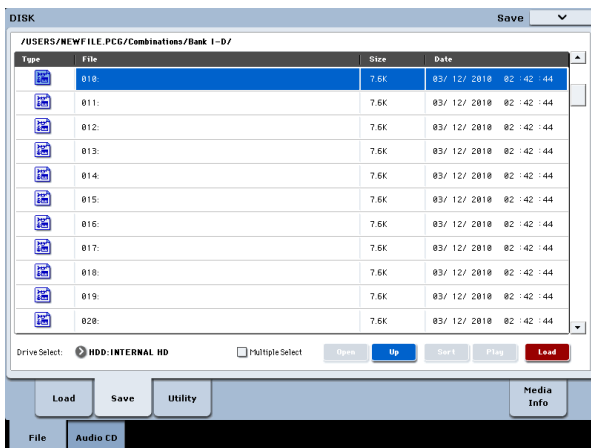 DISK Save
/USERS/NEWFILE.PCG/Combinations/Bank I-D/
Type File Size Date
010: 7.6K 03/ 12/ 2010 02 :42 :44
011: 7.6K 03/ 12/ 2010 02 :42 :44
012: 7.6K 03/ 12/ 2010 02 :42 :44
013: 7.6K 03/ 12/ 2010 02 :42 :44
014: 7.6K 03/ 12/ 2010 02 :42 :44
015: 7.6K 03/ 12/ 2010 02 :42 :44
016: 7.6K 03/ 12/ 2010 02 :42 :44
017: 7.6K 03/ 12/ 2010 02 :42 :44
018: 7.6K 03/ 12/ 2010 02 :42 :44
019: 7.6K 03/ 12/ 2010 02 :42 :44
020: 7.6K 03/ 12/ 2010 02 :42 :44
Drive Select: HDD:INTERNAL HD Multiple Select Open Up Sort Play Load
Load Save Utility Media Info
File Audio CD